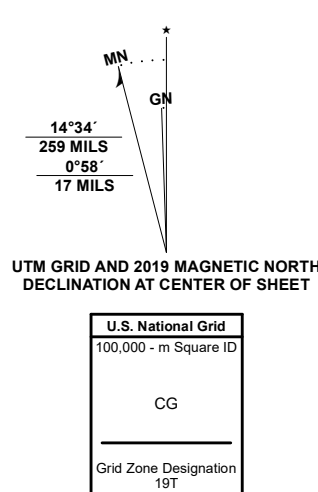 ★
MN
GN
14°34´
259 MILS
0°58´
17 MILS
UTM GRID AND 2019 MAGNETIC NORTH
DECLINATION AT CENTER OF SHEET
U.S. National Grid
100,000 - m Square ID
CG
Grid Zone Designation
19T